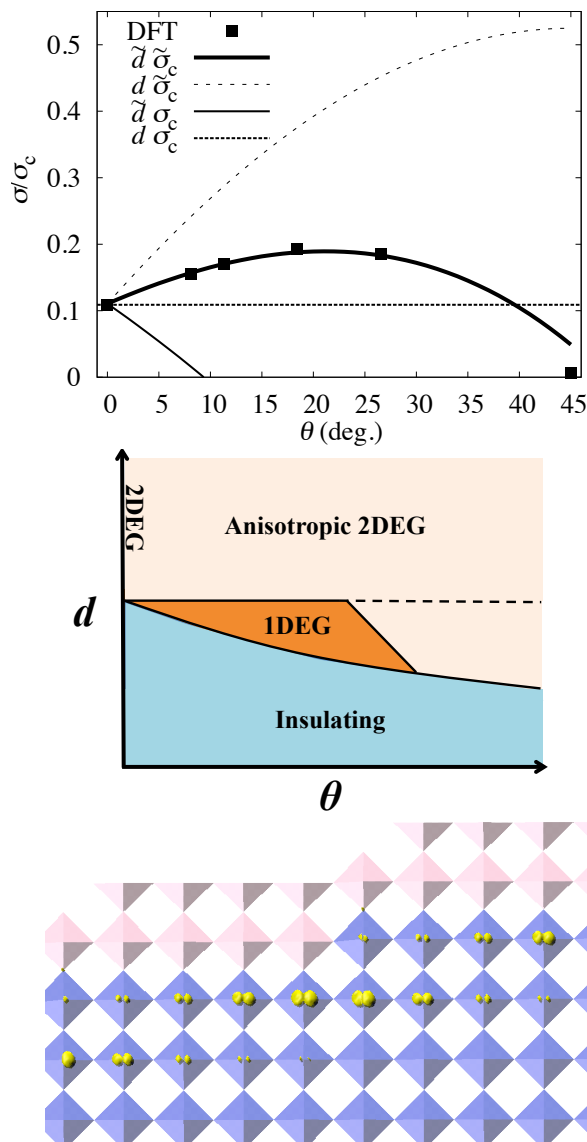 0.5
0.4
0.3
0.2
0.1
0
σ/σc
DFT
d̃ σ̃c
d σ̃c
d̃ σc
d σc
0 5 10 15 20 25 30 35 40 45
θ (deg.)
2DEG
Anisotropic 2DEG
d
1DEG
Insulating
θ